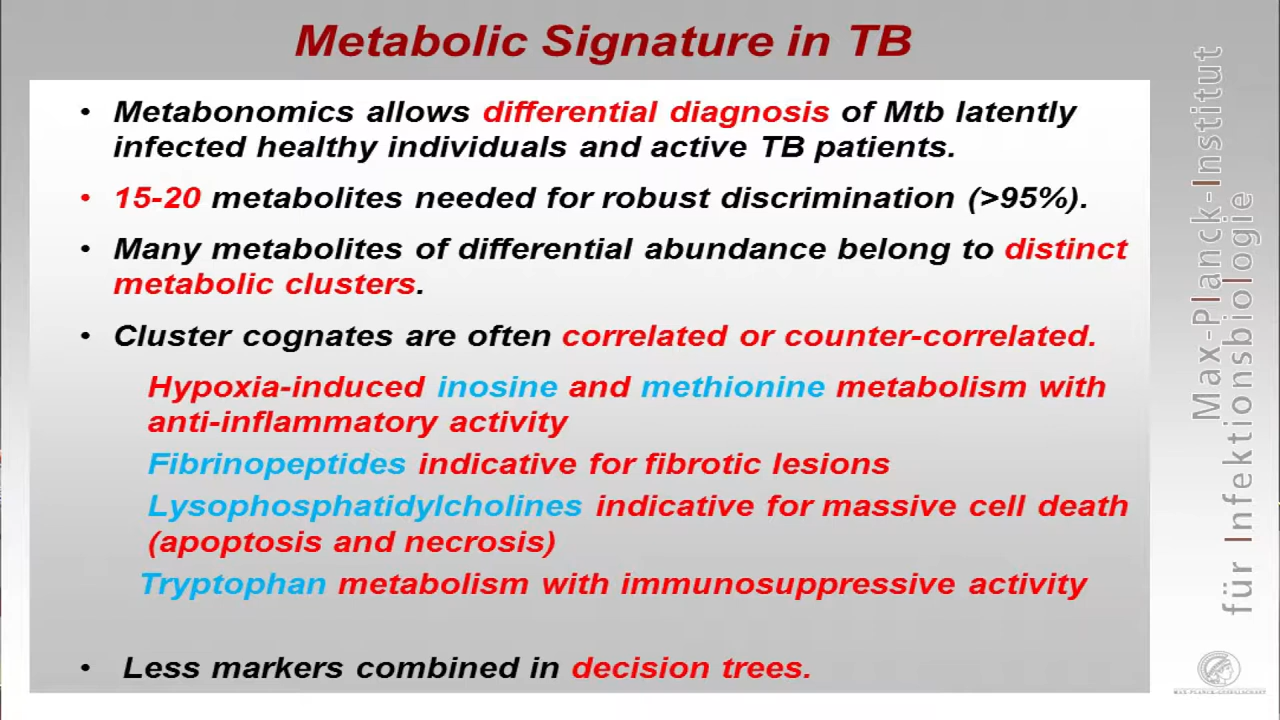 Metabolic Signature in TB
• Metabonomics allows differential diagnosis of Mtb latently
infected healthy individuals and active TB patients.
• 15-20 metabolites needed for robust discrimination (>95%).
• Many metabolites of differential abundance belong to distinct
metabolic clusters.
• Cluster cognates are often correlated or counter-correlated.
Hypoxia-induced inosine and methionine metabolism with
anti-inflammatory activity
Fibrinopeptides indicative for fibrotic lesions
Lysophosphatidylcholines indicative for massive cell death
(apoptosis and necrosis)
Tryptophan metabolism with immunosuppressive activity
• Less markers combined in decision trees.
Max-Planck-Institut
für Infektionsbiologie
MAX-PLANCK-GESELLSCHAFT